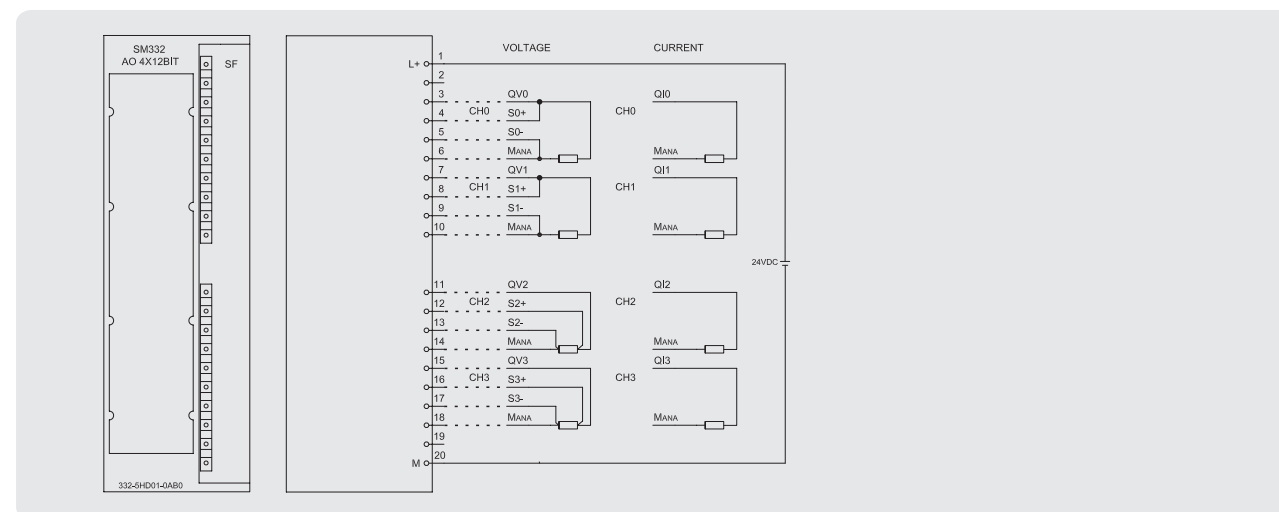 SM332
AO 4X12BİT
SF
332-5HD01-0AB0
VOLTAGE CURRENT
L+ 1
2
3 QV0 QI0
CH0 CH0
4 S0+
5 S0-
6 MANA MANA
7 QV1 QI1
CH1 CH1
8 S1+
9 S1-
10 MANA MANA
24VDC
11 QV2 QI2
CH2 CH2
12 S2+
13 S2-
14 MANA MANA
15 QV3 QI3
CH3 CH3
16 S3+
17 S3-
18 MANA MANA
19
M 20